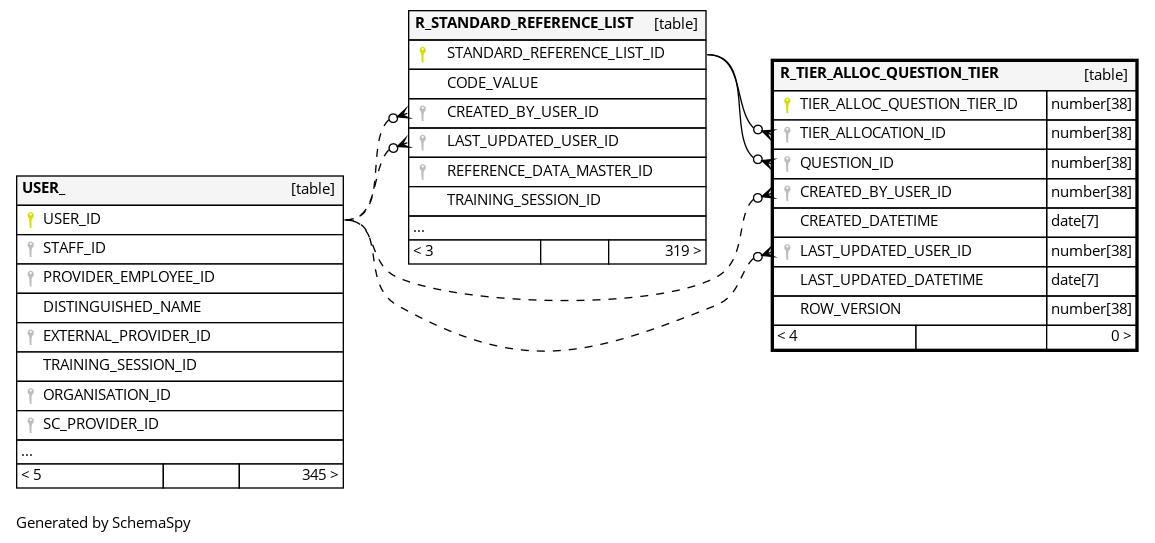 R_STANDARD_REFERENCE_LIST [table]
STANDARD_REFERENCE_LIST_ID
CODE_VALUE
CREATED_BY_USER_ID
LAST_UPDATED_USER_ID
REFERENCE_DATA_MASTER_ID
TRAINING_SESSION_ID
...
< 3 319 >
R_TIER_ALLOC_QUESTION_TIER [table]
TIER_ALLOC_QUESTION_TIER_ID number[38]
TIER_ALLOCATION_ID number[38]
QUESTION_ID number[38]
CREATED_BY_USER_ID number[38]
CREATED_DATETIME date[7]
LAST_UPDATED_USER_ID number[38]
LAST_UPDATED_DATETIME date[7]
ROW_VERSION number[38]
< 4 0 >
USER_ [table]
USER_ID
STAFF_ID
PROVIDER_EMPLOYEE_ID
DISTINGUISHED_NAME
EXTERNAL_PROVIDER_ID
TRAINING_SESSION_ID
ORGANISATION_ID
SC_PROVIDER_ID
...
< 5 345 >
Generated by SchemaSpy